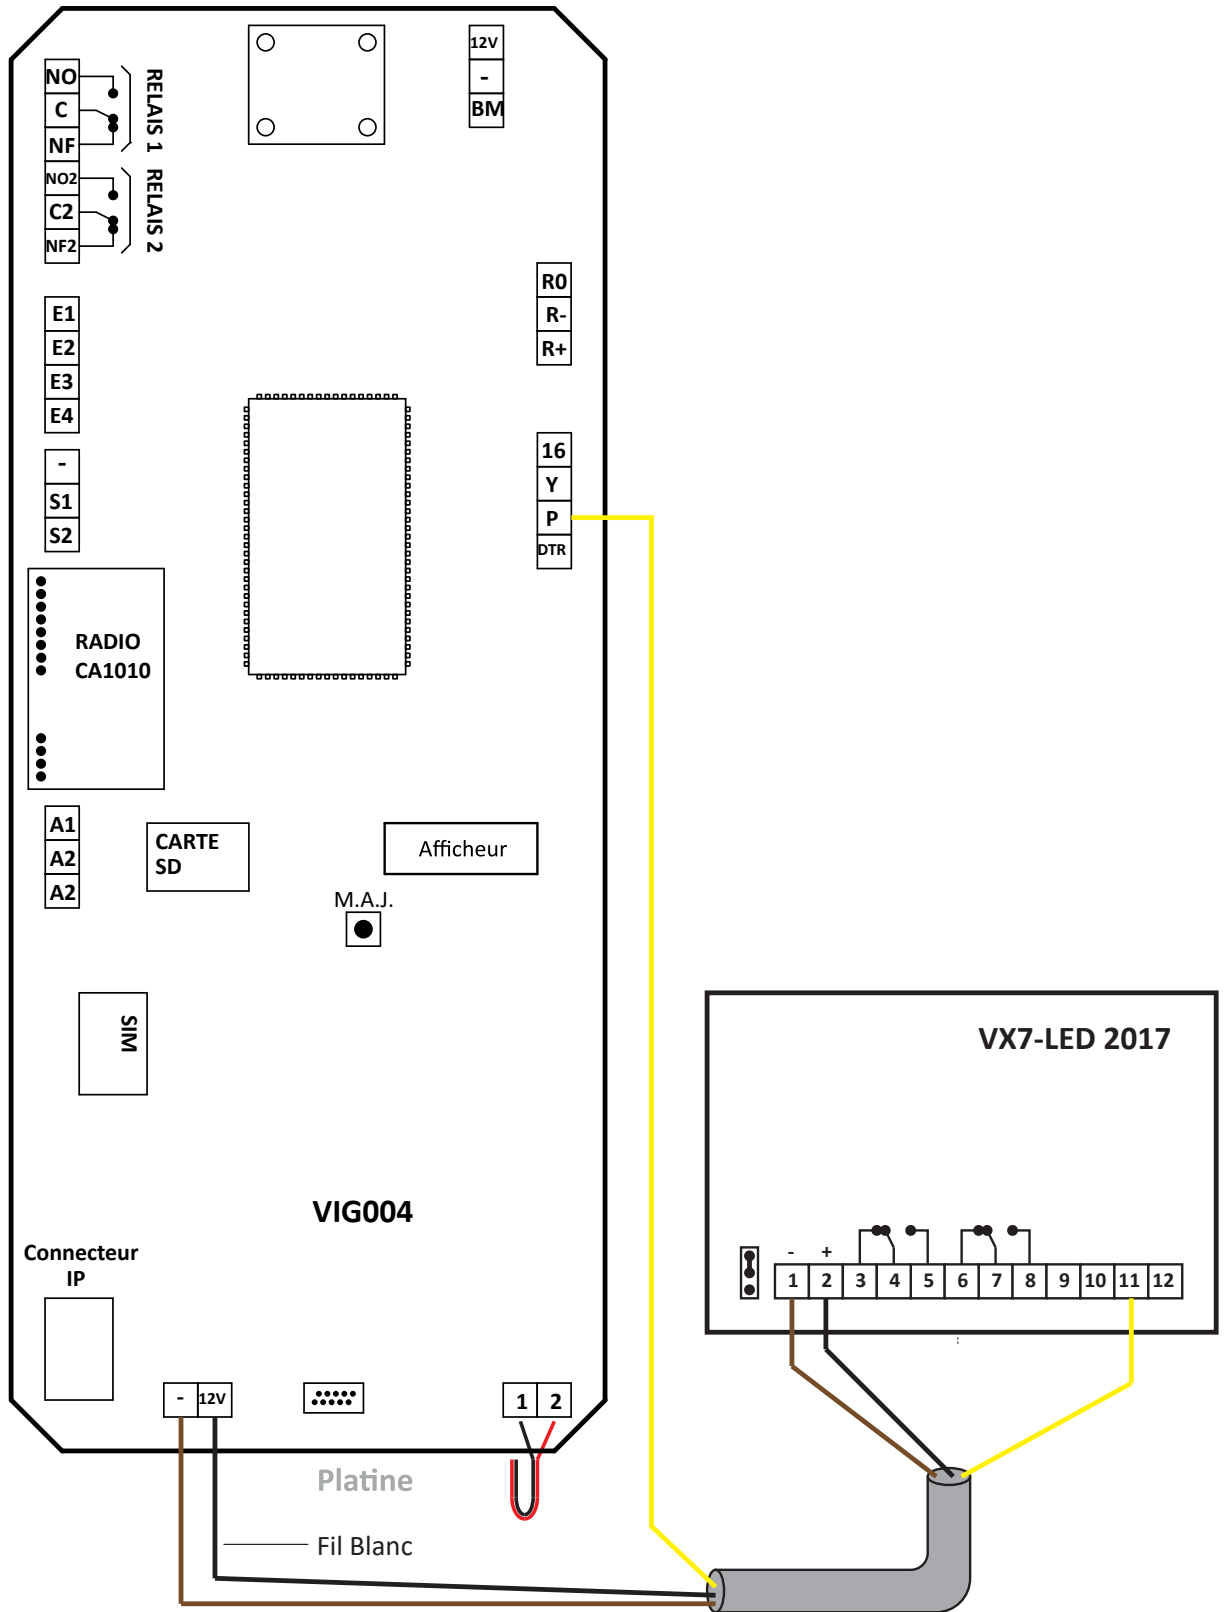 NO
C
NF
RELAIS 1
NO2
C2
NF2
RELAIS 2
12V
-
BM
E1
E2
E3
E4
-
S1
S2
R0
R-
R+
16
Y
P
DTR
RADIO
CA1010
A1
A2
A2
CARTE
SD
Afficheur
M.A.J.
SIM
VIG004
Connecteur
IP
- 12V
1 2
Platine
Fil Blanc
VX7-LED 2017
- +
1 2 3 4 5 6 7 8 9 10 11 12